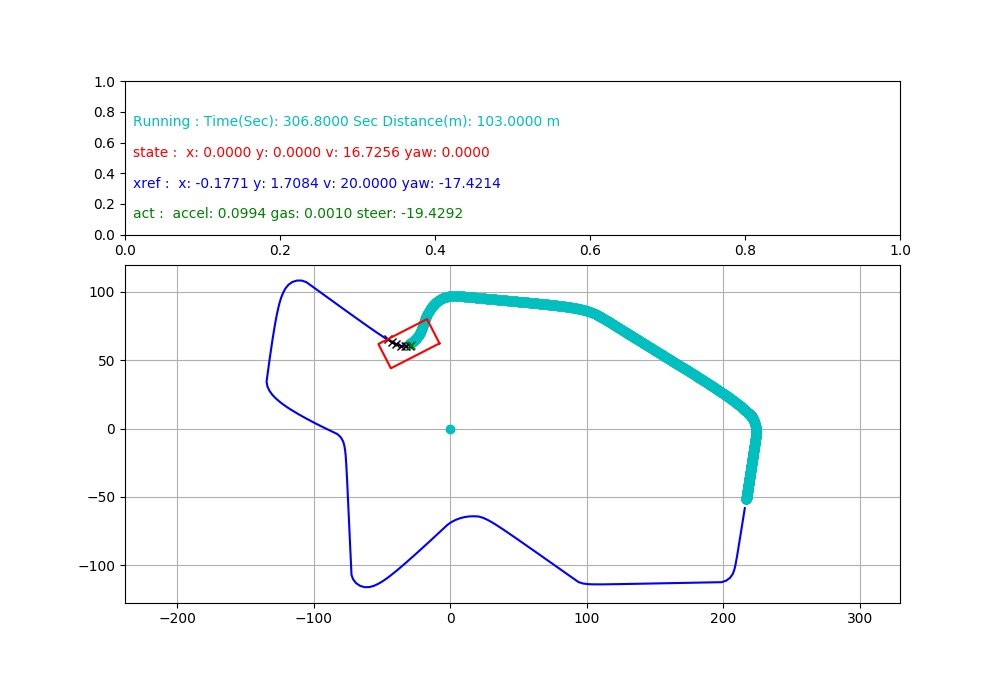 1.0
0.8
0.6
0.4
0.2
0.0
Running : Time(Sec): 306.8000 Sec Distance(m): 103.0000 m
state :  x: 0.0000 y: 0.0000 v: 16.7256 yaw: 0.0000
xref :  x: -0.1771 y: 1.7084 v: 20.0000 yaw: -17.4214
act :  accel: 0.0994 gas: 0.0010 steer: -19.4292
0.0 0.2 0.4 0.6 0.8 1.0
100
50
0
−50
−100
−200 −100 0 100 200 300